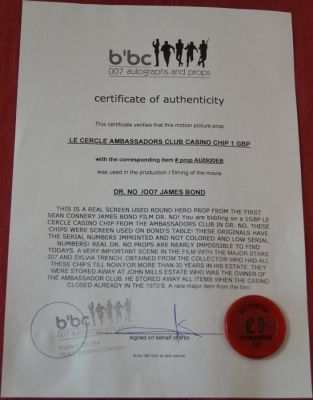 b'bc
007 autographs and props
certificate of authenticity
This certificate verifies that this motion picture prop
LE CERCLE AMBASSADORS CLUB CASINO CHIP 1 GBP
with the corresponding item # prop AU0920EB
was used in the production / filming of the movie
DR. NO /OO7 JAMES BOND
THIS IS A REAL SCREEN USED ROUND HERO PROP FROM THE FIRST
SEAN CONNERY JAMES BOND FILM DR. NO! You are bidding on a 1GBP LE
CERCLE CASINO CHIP FROM THE AMBASSADORS CLUB IN DR. NO. THESE
CHIPS WERE SCREEN USED ON BOND'S TABLE! THESE ORIGINALS HAVE
THE SERIAL NUMBERS IMPRINTED AND NOT COLORED AND LOW SERIAL
NUMBERS! REAL DR. NO PROPS ARE NEARLY IMPOSSIBLE TO FIND
TODAYS. A VERY IMPORTANT SCENE IN THE FILM WITH THE MAJOR STARS
007 AND SYLVIA TRENCH. OBTAINED FROM THE COLLECTOR WHO HAD ALL
THESE CHIPS TILL NOW FOR MORE THAN 30 YEARS IN HIS ESTATE. THEY
WERE STORED AWAY AT JOHN MILLS ESTATE WHO WAS THE OWNER OF
THE AMBASSADOR CLUB. HE STORED AWAY ALL ITEMS WHEN THE CASINO
CLOSED ALREADY IN THE 1970'S. A rare major item from the film!
b'bc
signed on behalf of b'bc
LE CERCLE
£1